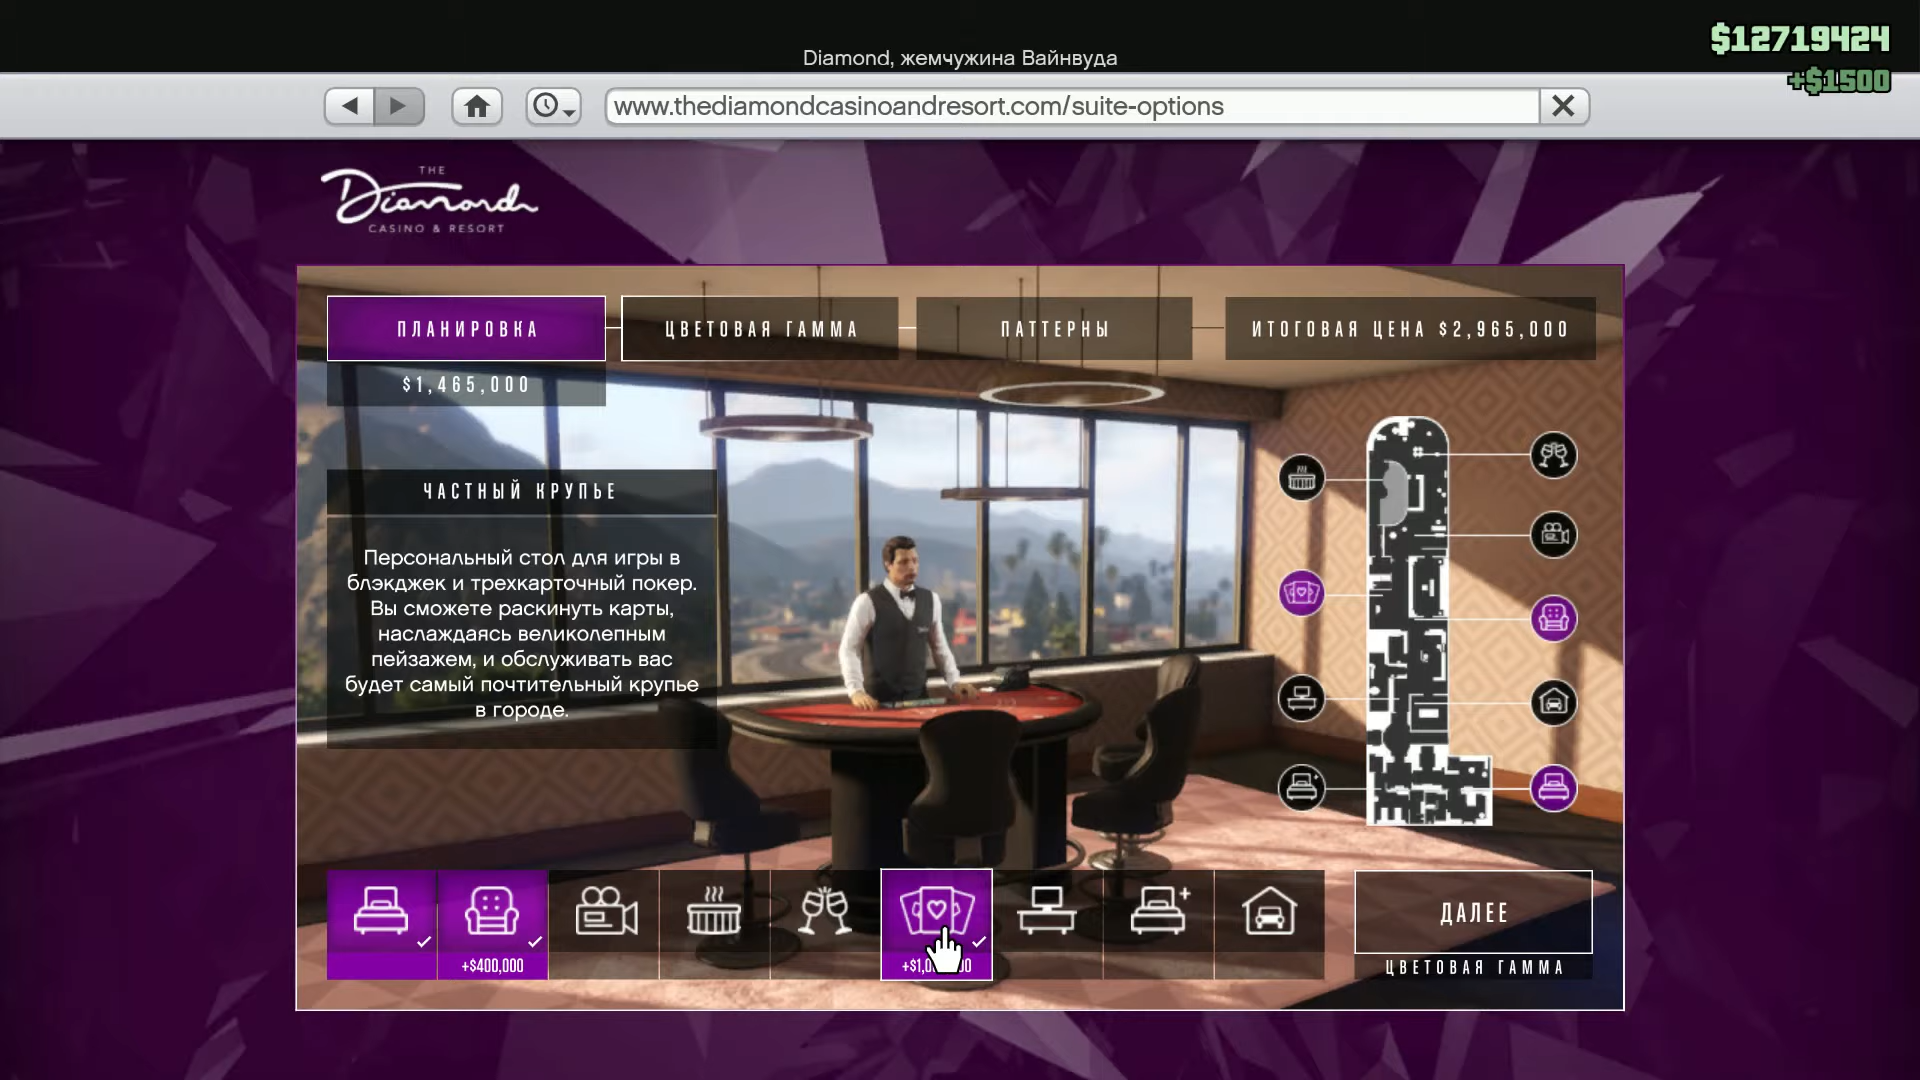 $12719424
Diamond, жемчужина Вайнвуда
+$1500
www.thediamondcasinoandresort.com/suite-options
THE
Diamond
CASINO & RESORT
ПЛАНИРОВКА
ЦВЕТОВАЯ ГАММА
ПАТТЕРНЫ
ИТОГОВАЯ ЦЕНА $2,965,000
$1,465,000
ЧАСТНЫЙ КРУПЬЕ
Персональный стол для игры в
блэкджек и трехкарточный покер.
Вы сможете раскинуть карты,
наслаждаясь великолепным
пейзажем, и обслуживать вас
будет самый почтительный крупье
в городе.
ДАЛЕЕ
+$400,000
ЦВЕТОВАЯ ГАММА